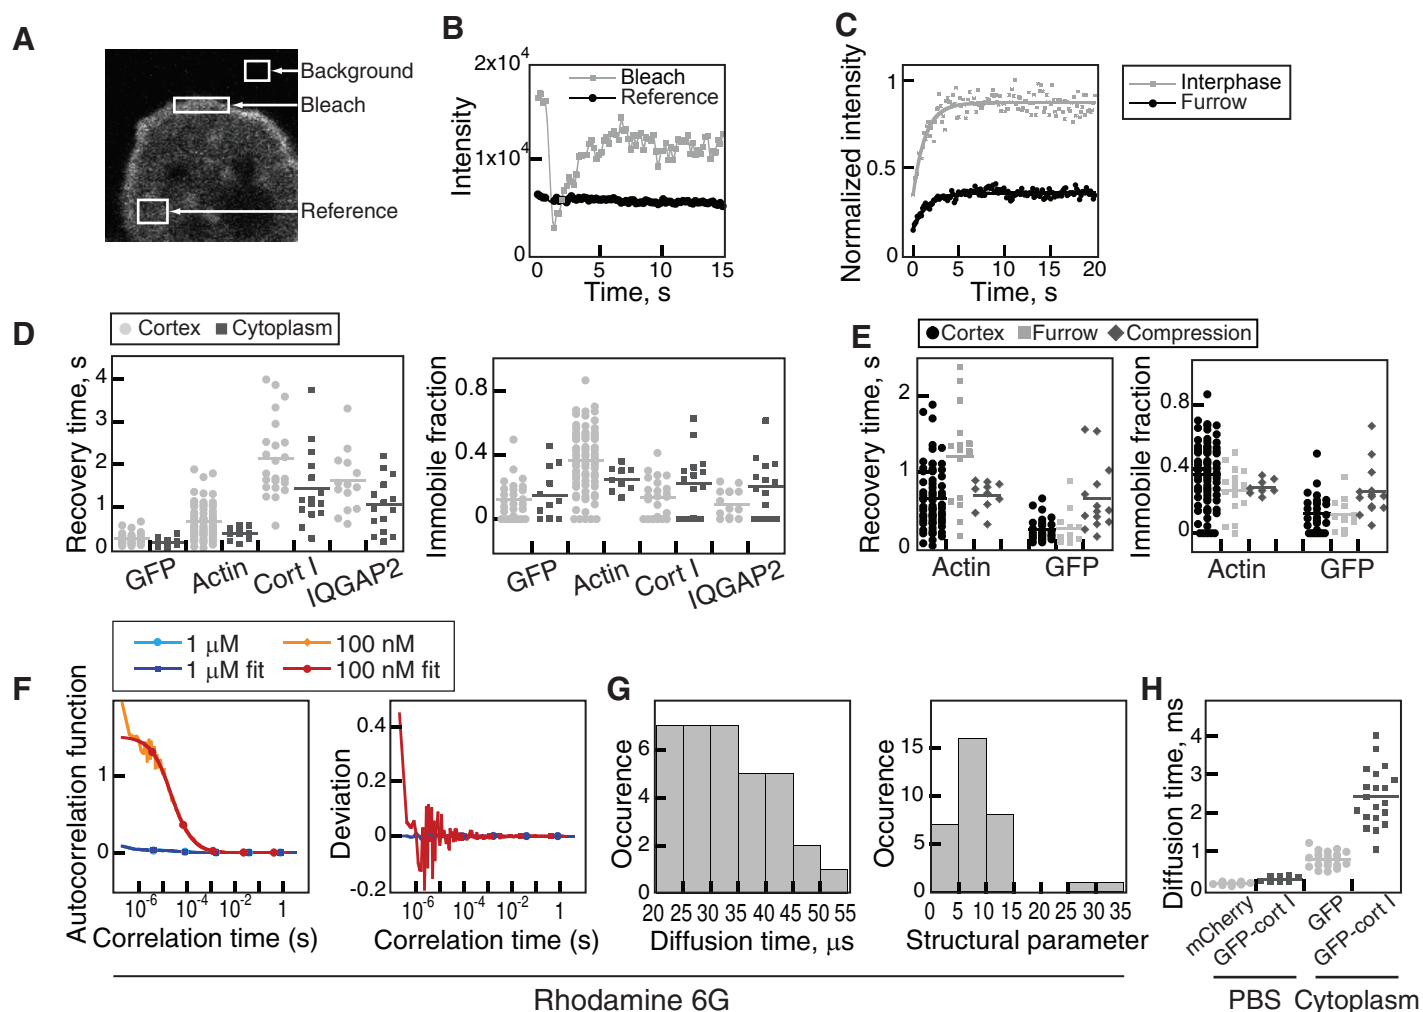 A
Background
Bleach
Reference
B
2x10⁴
1x10⁴
0
Intensity
Bleach
Reference
0 5 10 15
Time, s
C
1
0.5
0
Normalized intensity
0 5 10 15 20
Time, s
Interphase
Furrow
D
Cortex Cytoplasm
Recovery time, s
4
3
2
1
0
GFP Actin Cort I IQGAP2
Immobile fraction
0.8
0.4
0
GFP Actin Cort I IQGAP2
E
Cortex Furrow Compression
Recovery time, s
2
1
0
Actin GFP
Immobile fraction
0.8
0.4
0
Actin GFP
1 μM 100 nM
1 μM fit 100 nM fit
F
Autocorrelation function
1
0
10⁻⁶ 10⁻⁴ 10⁻² 1
Correlation time (s)
Deviation
0.4
0.2
0
-0.2
10⁻⁶ 10⁻⁴ 10⁻² 1
Correlation time (s)
G
Occurence
6
4
2
0
20 25 30 35 40 45 50 55
Diffusion time, μs
Occurence
15
10
5
0
0 5 10 15 20 25 30 35
Structural parameter
Rhodamine 6G
H
Diffusion time, ms
4
3
2
1
0
mCherry GFP-cort I GFP GFP-cort I
PBS Cytoplasm